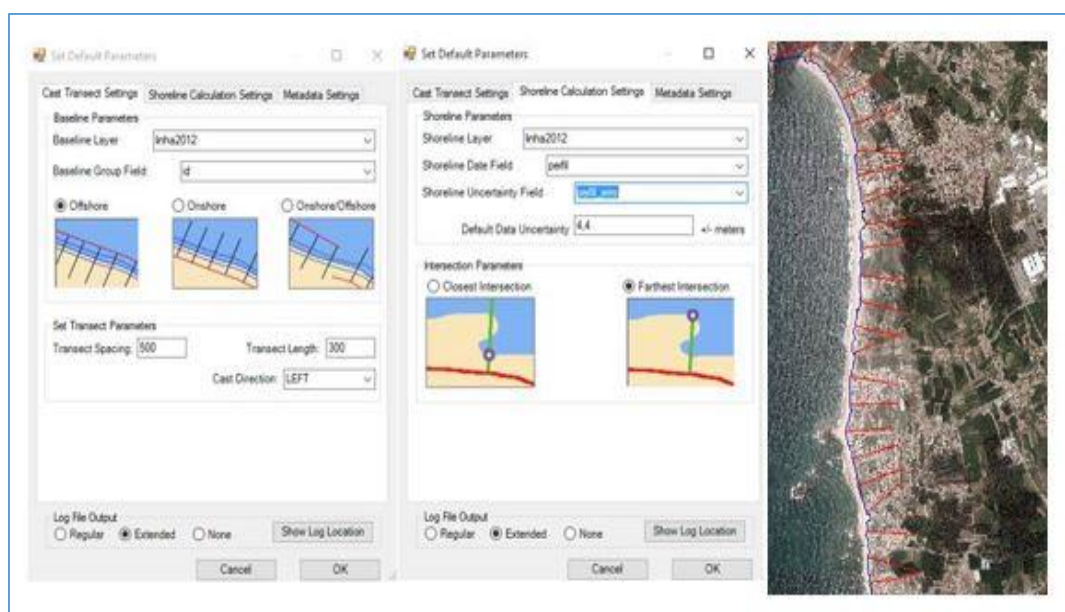 Set Default Parameters
Cast Transect Settings
Shoreline Calculation Settings
Metadata Settings
Baseline Parameters
Baseline Layer
linha2012
Baseline Group Field
id
Offshore
Onshore
Onshore/Offshore
Set Transect Parameters
Transect Spacing: 500
Transect Length: 300
Cast Direction: LEFT
Log File Output
Regular
Extended
None
Show Log Location
Cancel
OK
Set Default Parameters
Cast Transect Settings
Shoreline Calculation Settings
Metadata Settings
Shoreline Parameters
Shoreline Layer
linha2012
Shoreline Date Field
perfil
Shoreline Uncertainty Field
Default Data Uncertainty 4,4 +/- meters
Intersection Parameters
Closest Intersection
Farthest Intersection
Log File Output
Regular
Extended
None
Show Log Location
Cancel
OK